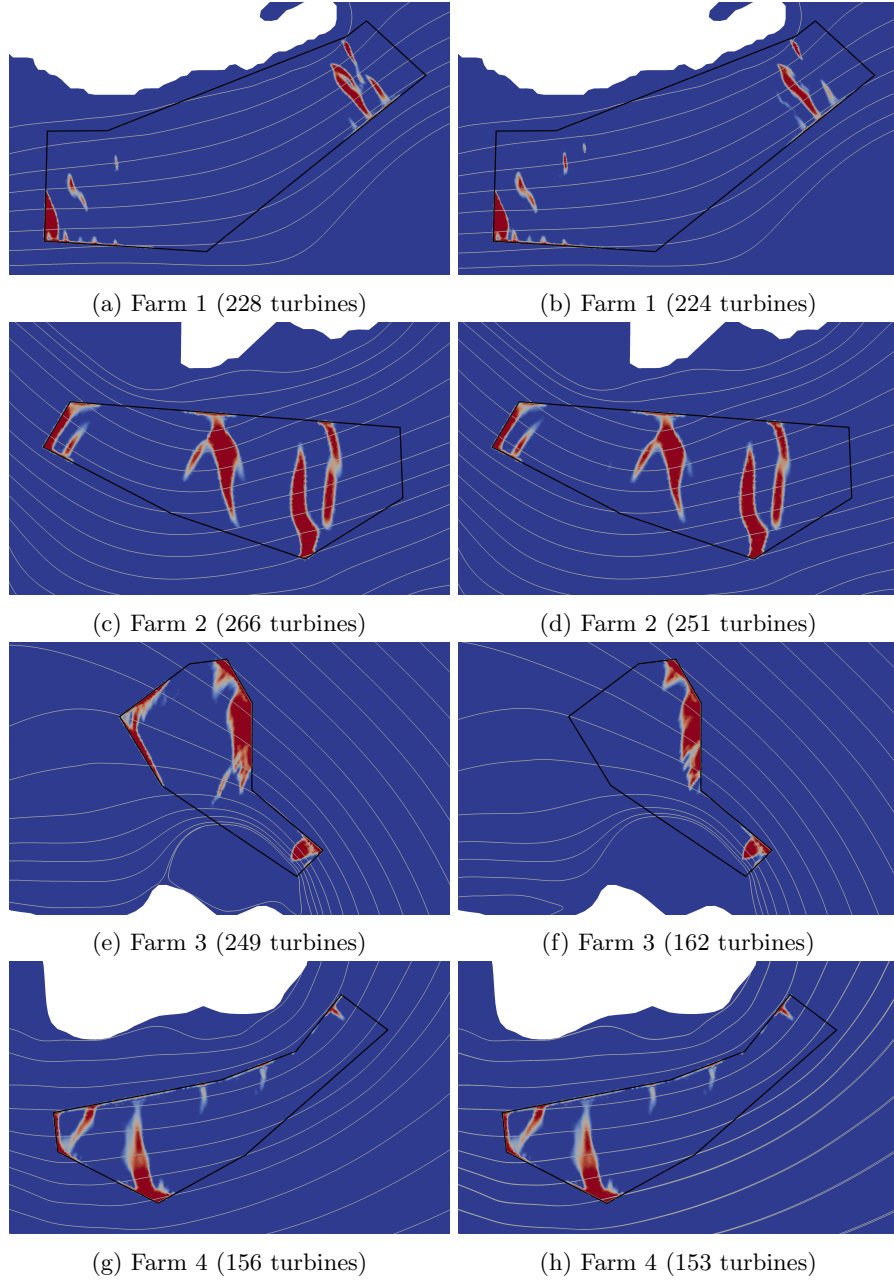 (a) Farm 1 (228 turbines)
(b) Farm 1 (224 turbines)
(c) Farm 2 (266 turbines)
(d) Farm 2 (251 turbines)
(e) Farm 3 (249 turbines)
(f) Farm 3 (162 turbines)
(g) Farm 4 (156 turbines)
(h) Farm 4 (153 turbines)